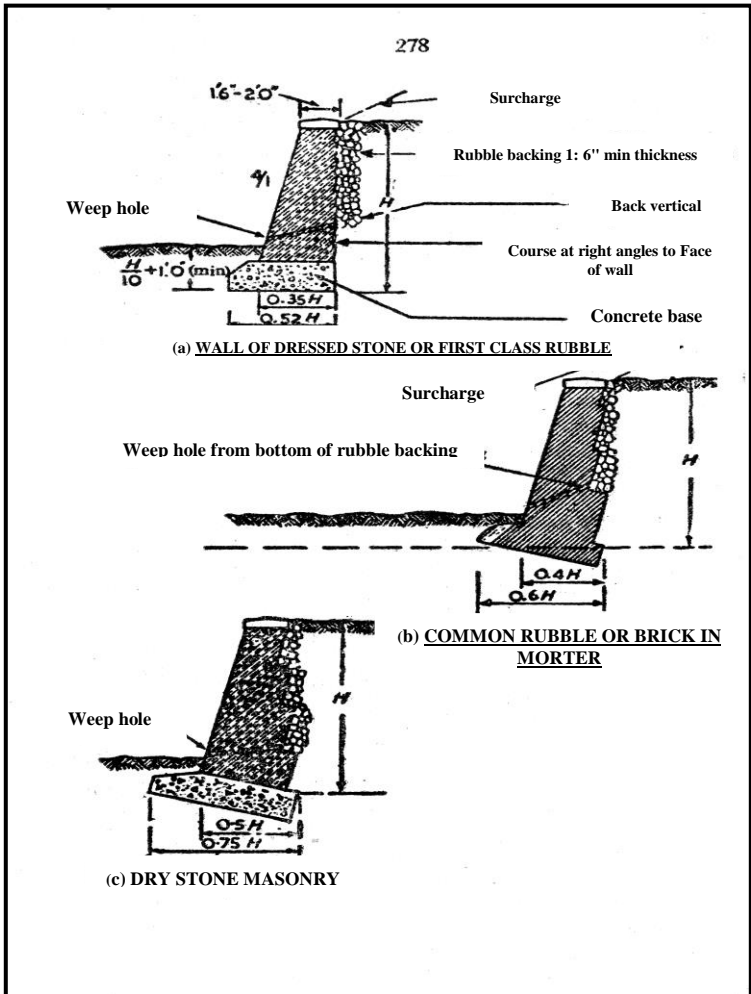 278
1'6"-2'0"
Surcharge
Rubble backing 1: 6" min thickness
4/1
H
Weep hole
Back vertical
Course at right angles to Face
of wall
H/10 +1'0" (min)
0.35H
0.52H
Concrete base
(a) WALL OF DRESSED STONE OR FIRST CLASS RUBBLE
Surcharge
Weep hole from bottom of rubble backing
H
0.4H
0.6H
(b) COMMON RUBBLE OR BRICK IN
MORTER
H
Weep hole
0.5H
0.75H
(c) DRY STONE MASONRY